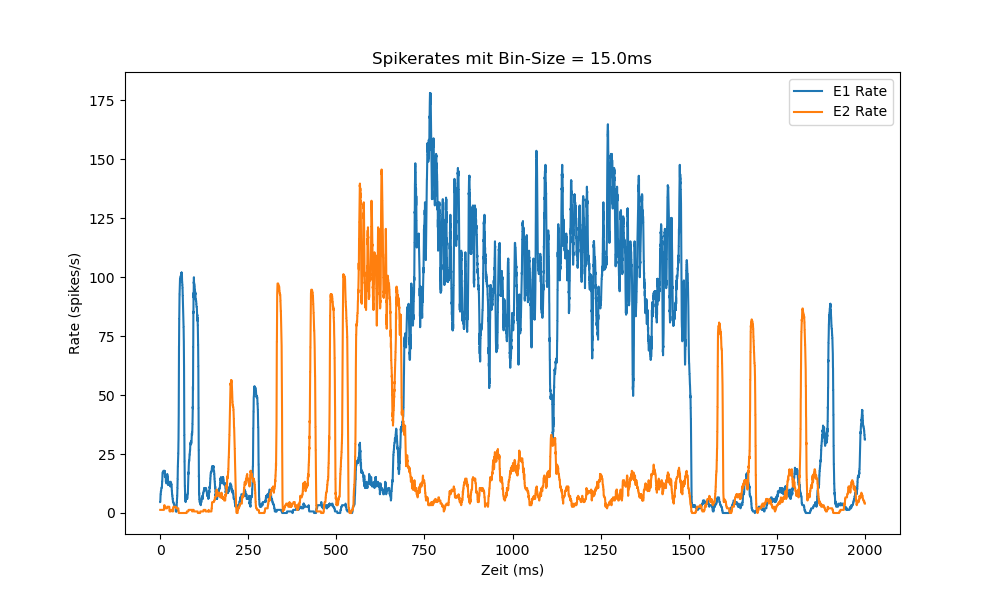 Spikerates mit Bin-Size = 15.0ms
E1 Rate
E2 Rate
175
150
125
100
75
50
25
0
Rate (spikes/s)
0 250 500 750 1000 1250 1500 1750 2000
Zeit (ms)